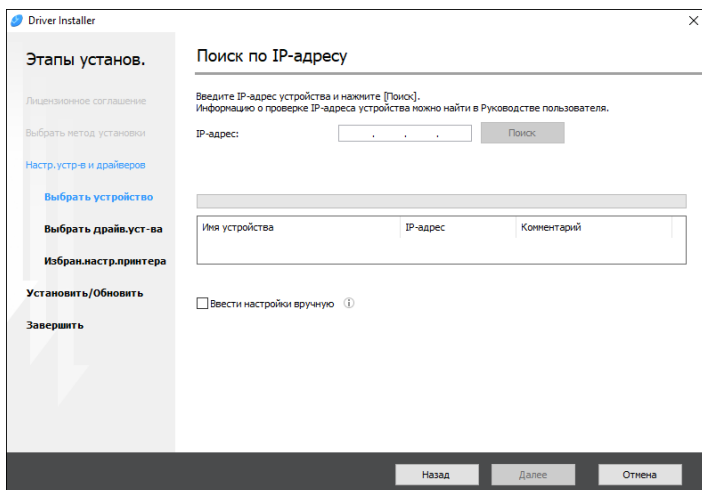 Driver Installer
Этапы установ.
Лицензионное соглашение
Выбрать метод установки
Настр.устр-в и драйверов
Выбрать устройство
Выбрать драйв.уст-ва
Избран.настр.принтера
Установить/Обновить
Завершить
Поиск по IP-адресу
Введите IP-адрес устройства и нажмите [Поиск].
Информацию о проверке IP-адреса устройства можно найти в Руководстве пользователя.
IP-адрес: . . . Поиск
Имя устройства IP-адрес Комментарий
Ввести настройки вручную
Назад Далее Отмена